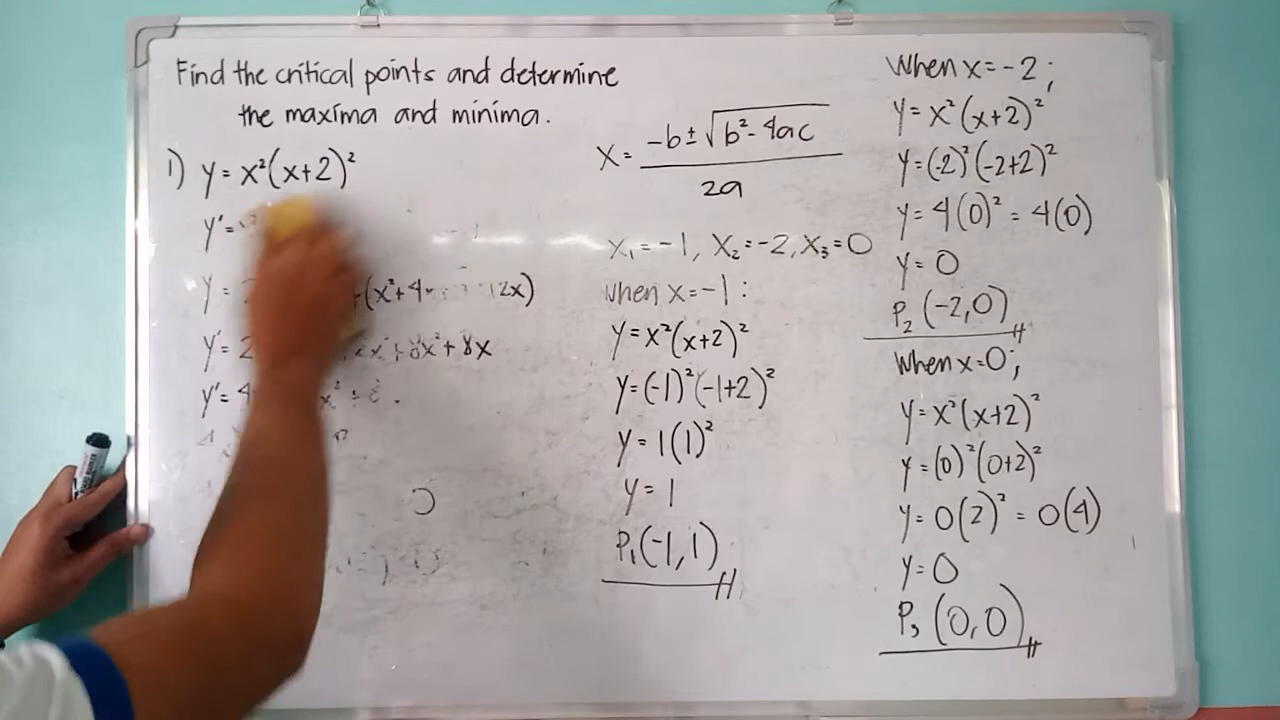 Find the critical points and determine
the maxima and minima.
1) y = x²(x+2)²
y' =
y =
(x²+4
12x)
y' = 2
8x² + 8x
y' = 4
x = (-b ± √(b² - 4ac)) / 2a
x₁ = -1, x₂ = -2, x₃ = 0
when x = -1 :
y = x²(x+2)²
y = (-1)²(-1+2)²
y = 1(1)²
y = 1
P₁(-1,1)
When x = -2 ;
y = x²(x+2)²
y = (-2)²(-2+2)²
y = 4(0)² = 4(0)
y = 0
P₂(-2,0)
When x = 0 ;
y = x²(x+2)²
y = (0)²(0+2)²
y = 0(2)² = 0(4)
y = 0
P₃(0,0)